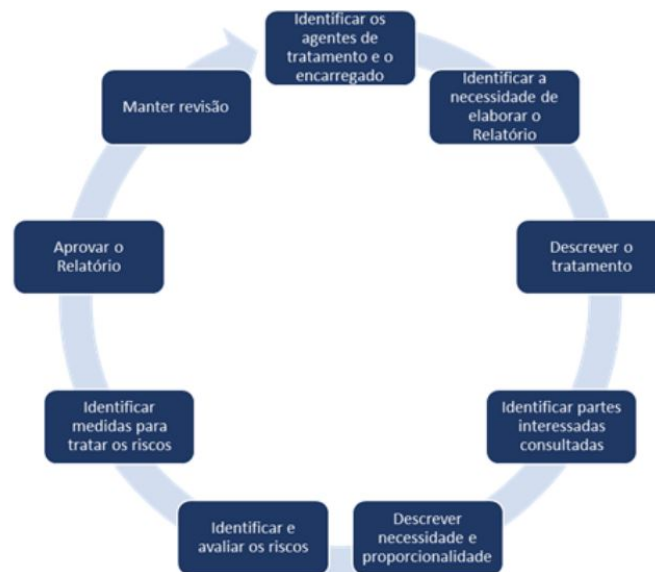 Identificar os
agentes de
tratamento e o
encarregado
Identificar a
necessidade de
elaborar o
Relatório
Descrever o
tratamento
Identificar partes
interessadas
consultadas
Descrever
necessidade e
proporcionalidade
Identificar e
avaliar os riscos
Identificar
medidas para
tratar os riscos
Aprovar o
Relatório
Manter revisão